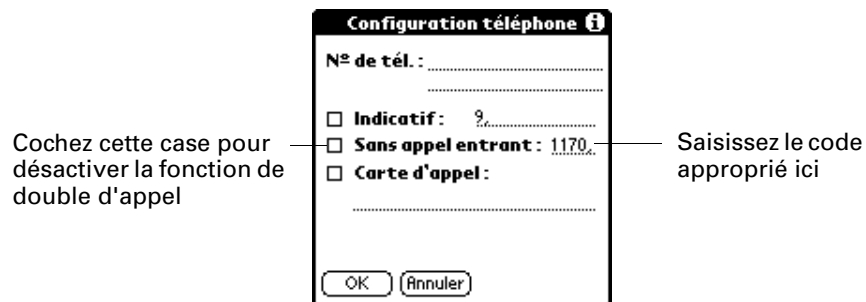 Configuration téléphone
Nº de tél. :
Indicatif : 9,
Sans appel entrant : 1170,
Carte d'appel :
OK Annuler
Cochez cette case pour
désactiver la fonction de
double d'appel
Saisissez le code
approprié ici